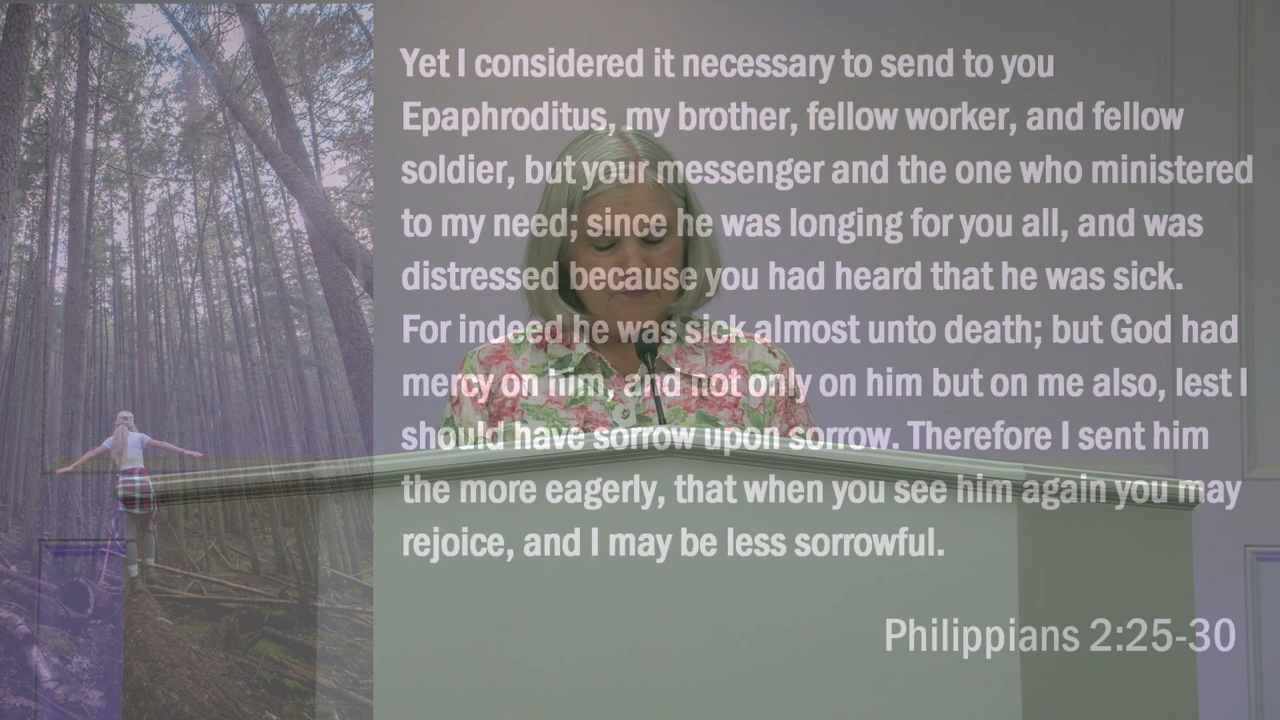 Yet I considered it necessary to send to you
Epaphroditus, my brother, fellow worker, and fellow
soldier, but your messenger and the one who ministered
to my need; since he was longing for you all, and was
distressed because you had heard that he was sick.
For indeed he was sick almost unto death; but God had
mercy on him, and not only on him but on me also, lest I
should have sorrow upon sorrow. Therefore I sent him
the more eagerly, that when you see him again you may
rejoice, and I may be less sorrowful.
Philippians 2:25-30